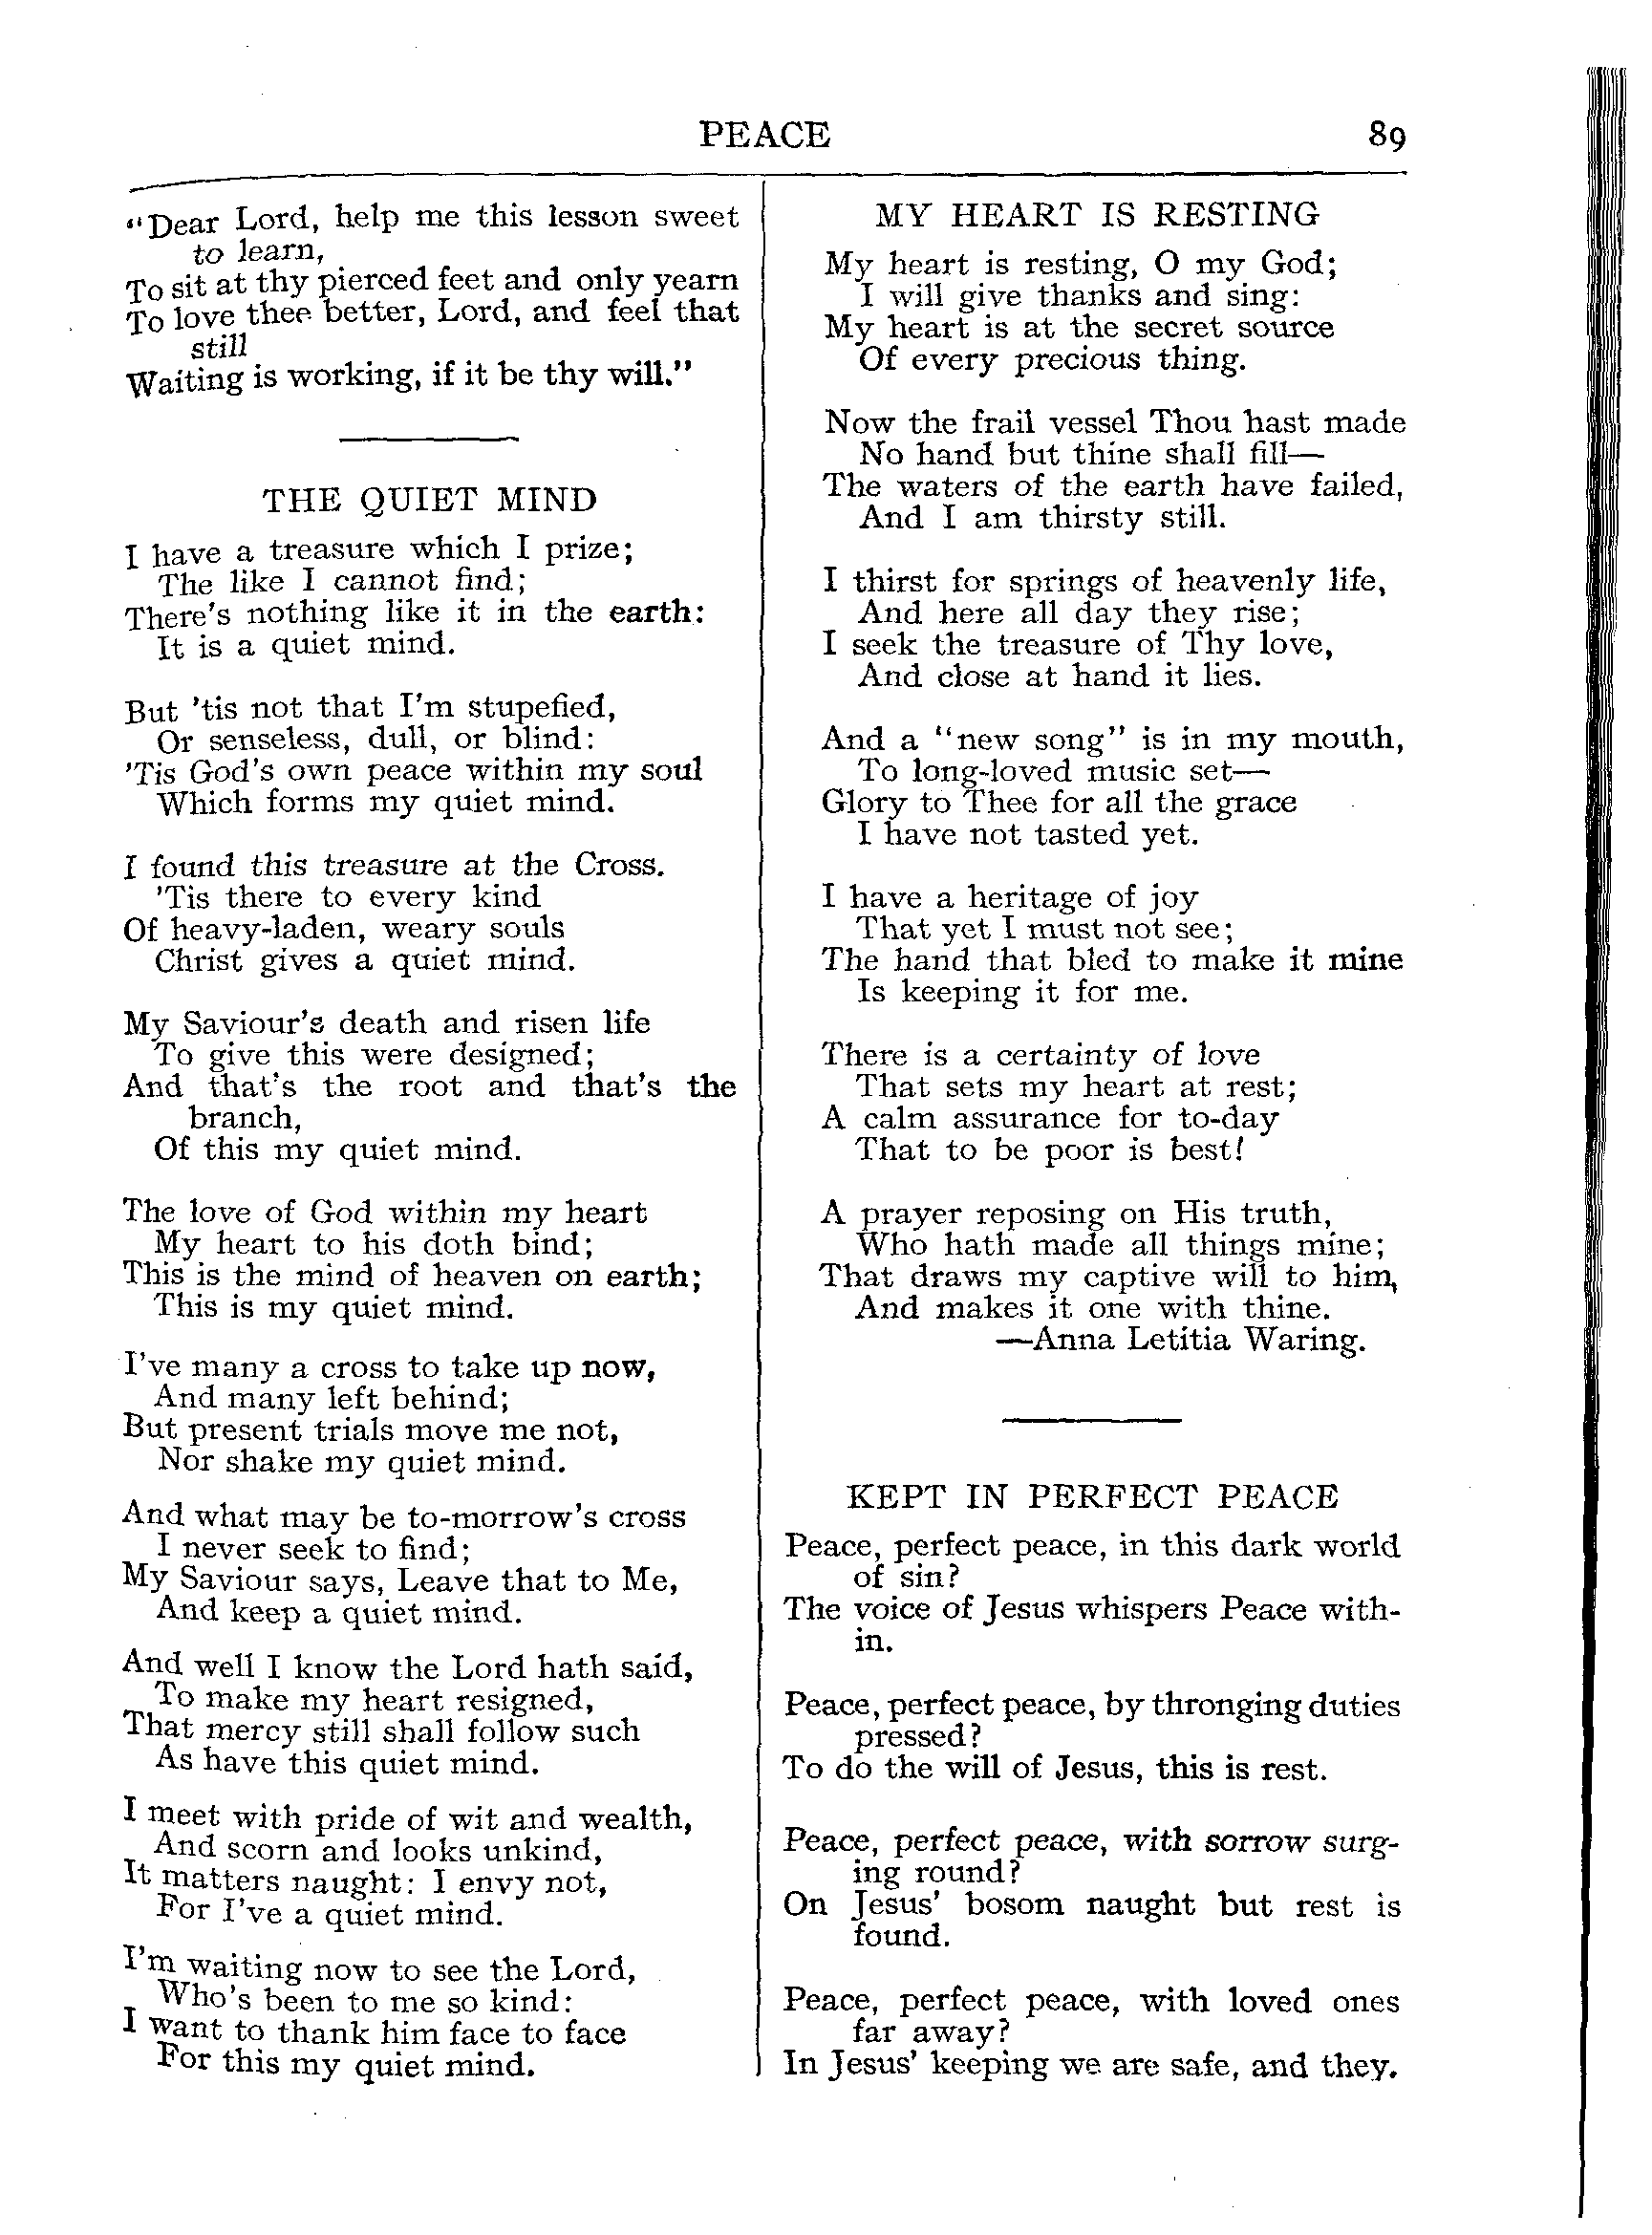 PEACE 89
“Dear Lord, help me this lesson sweet
to learn,
To sit at thy pierced feet and only yearn
To love thee better, Lord, and feel that
still
Waiting is working, if it be thy will.”
THE QUIET MIND
I have a treasure which I prize;
The like I cannot find;
There's nothing like it in the earth:
It is a quiet mind.
But 'tis not that I'm stupefied,
Or senseless, dull, or blind:
'Tis God's own peace within my soul
Which forms my quiet mind.
I found this treasure at the Cross.
'Tis there to every kind
Of heavy-laden, weary souls
Christ gives a quiet mind.
My Saviour's death and risen life
To give this were designed;
And that's the root and that's the
branch,
Of this my quiet mind.
The love of God within my heart
My heart to his doth bind;
This is the mind of heaven on earth;
This is my quiet mind.
I've many a cross to take up now,
And many left behind;
But present trials move me not,
Nor shake my quiet mind.
And what may be to-morrow's cross
I never seek to find;
My Saviour says, Leave that to Me,
And keep a quiet mind.
And well I know the Lord hath said,
To make my heart resigned,
That mercy still shall follow such
As have this quiet mind.
I meet with pride of wit and wealth,
And scorn and looks unkind,
It matters naught: I envy not,
For I've a quiet mind.
I'm waiting now to see the Lord,
Who's been to me so kind:
I want to thank him face to face
For this my quiet mind.
MY HEART IS RESTING
My heart is resting, O my God;
I will give thanks and sing:
My heart is at the secret source
Of every precious thing.
Now the frail vessel Thou hast made
No hand but thine shall fill—
The waters of the earth have failed,
And I am thirsty still.
I thirst for springs of heavenly life,
And here all day they rise;
I seek the treasure of Thy love,
And close at hand it lies.
And a “new song” is in my mouth,
To long-loved music set—
Glory to Thee for all the grace
I have not tasted yet.
I have a heritage of joy
That yet I must not see;
The hand that bled to make it mine
Is keeping it for me.
There is a certainty of love
That sets my heart at rest;
A calm assurance for to-day
That to be poor is best!
A prayer reposing on His truth,
Who hath made all things mine;
That draws my captive will to him,
And makes it one with thine.
—Anna Letitia Waring.
KEPT IN PERFECT PEACE
Peace, perfect peace, in this dark world
of sin?
The voice of Jesus whispers Peace with-
in.
Peace, perfect peace, by thronging duties
pressed?
To do the will of Jesus, this is rest.
Peace, perfect peace, with sorrow surg-
ing round?
On Jesus' bosom naught but rest is
found.
Peace, perfect peace, with loved ones
far away?
In Jesus' keeping we are safe, and they.